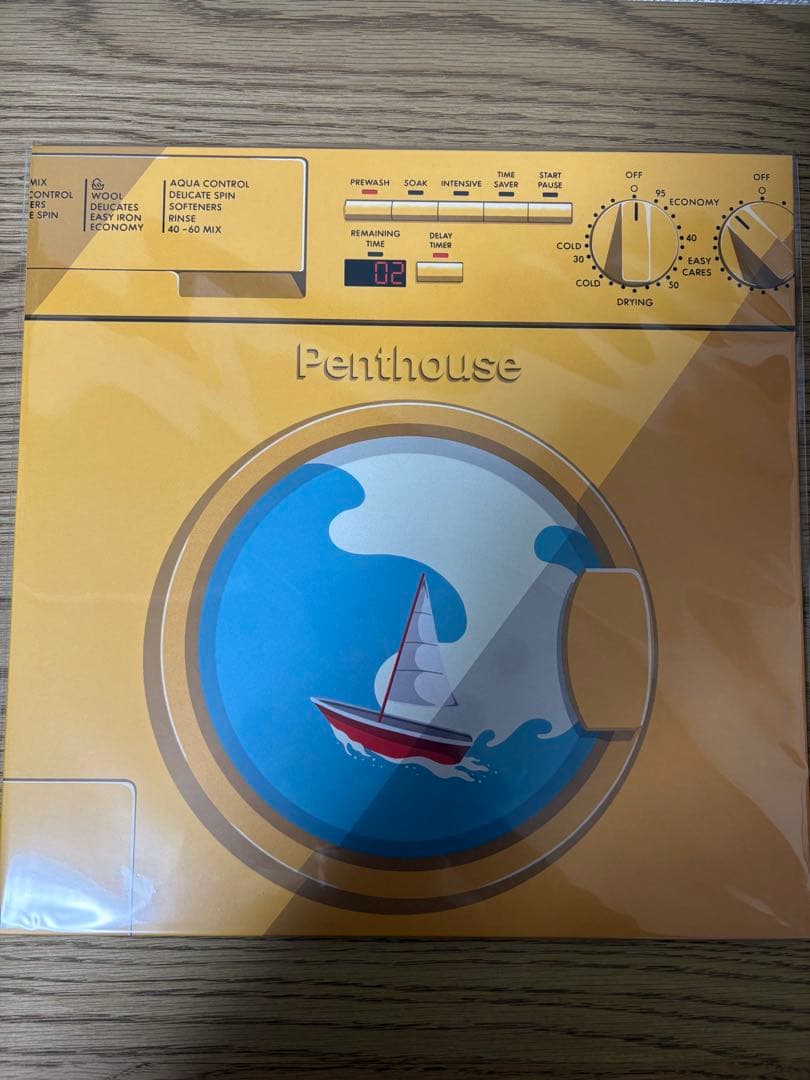 MIX
CONTROL
ERS
E SPIN
WOOL
DELICATES
EASY IRON
ECONOMY
AQUA CONTROL
DELICATE SPIN
SOFTENERS
RINSE
40 - 60 MIX
PREWASH SOAK INTENSIVE TIME SAVER START PAUSE
REMAINING TIME
DELAY TIMER
02
OFF
95
ECONOMY
40
EASY CARES
50
DRYING
COLD
30
COLD
OFF
Penthouse